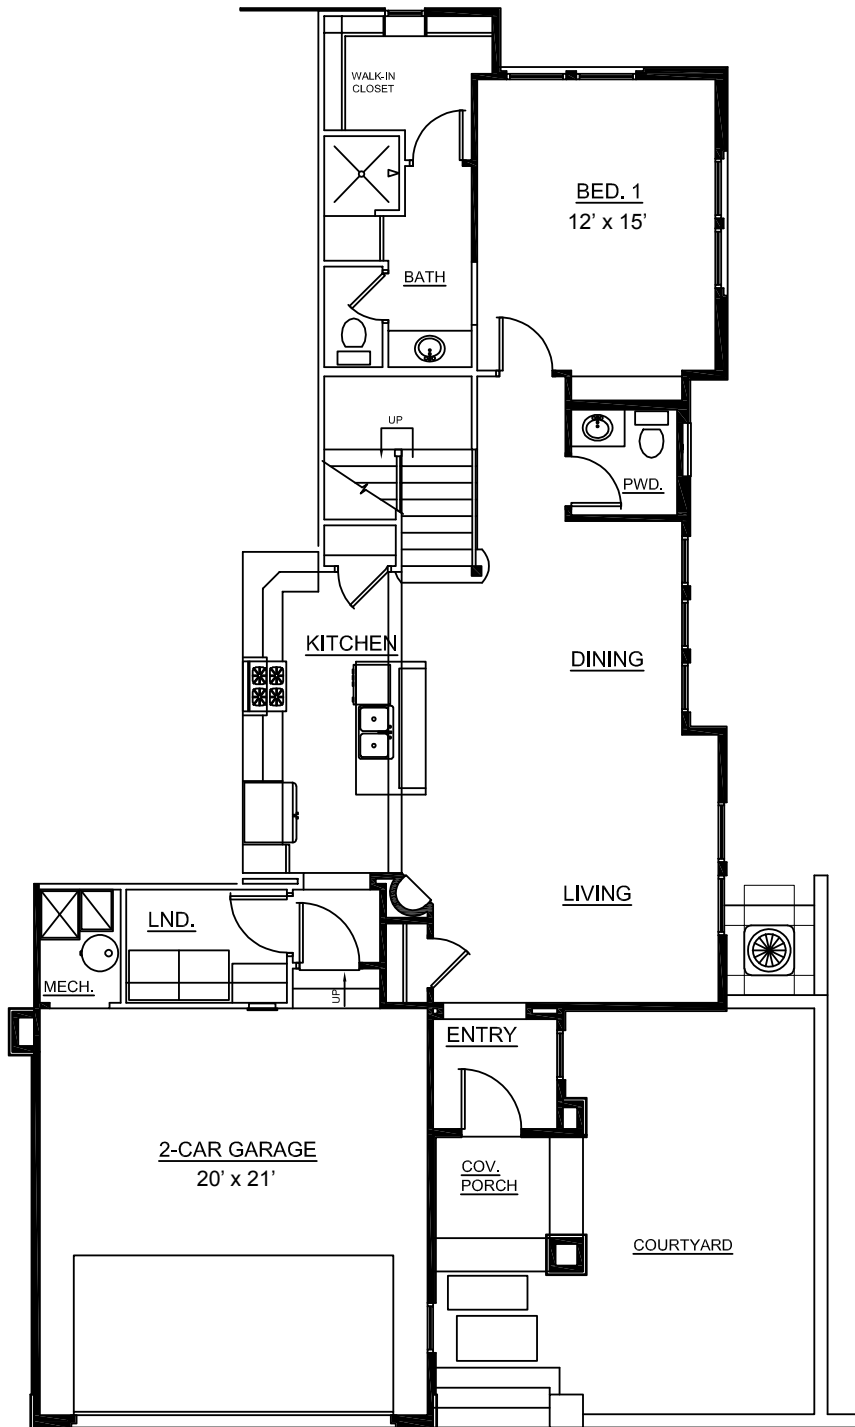 WALK-IN
CLOSET
BED. 1
12' x 15'
BATH
UP
PWD.
KITCHEN
DINING
LIVING
LND.
MECH.
UP
ENTRY
2-CAR GARAGE
20' x 21'
COV.
PORCH
COURTYARD